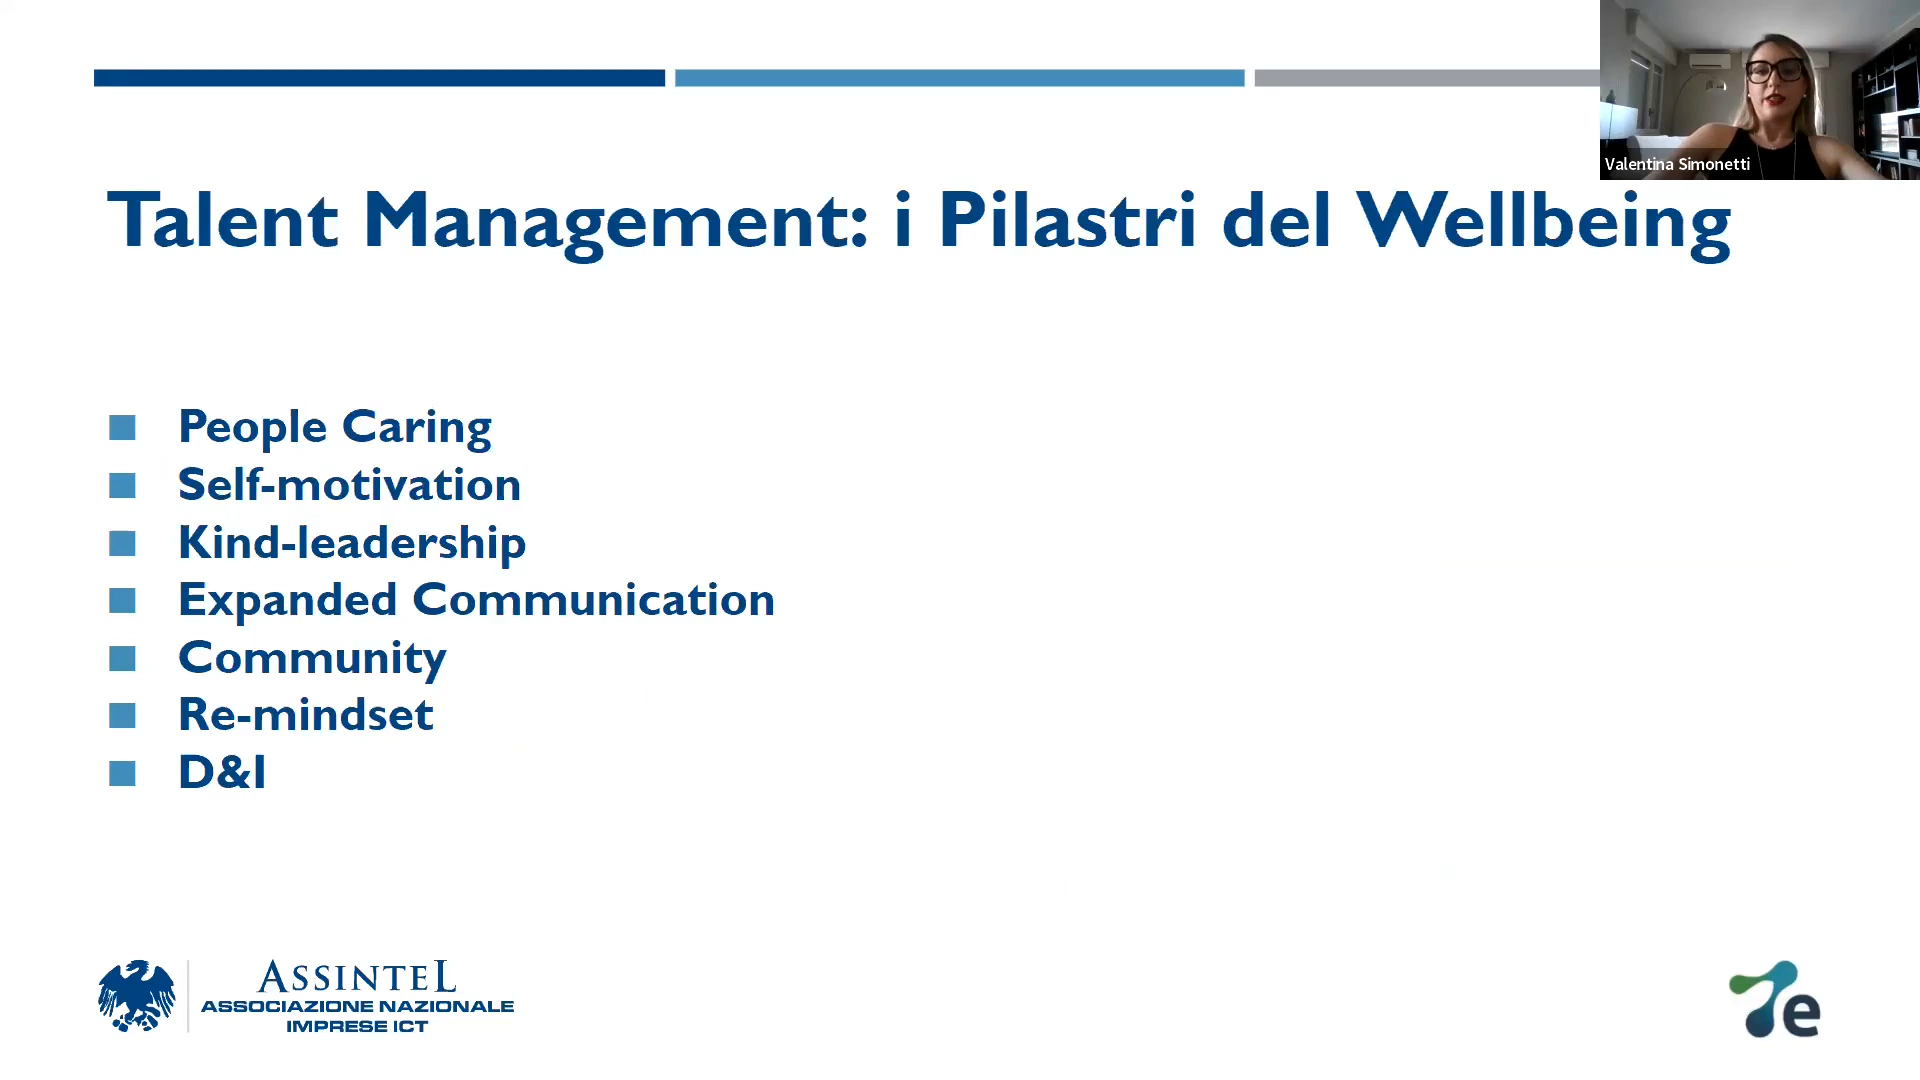 Valentina Simonetti
Talent Management: i Pilastri del Wellbeing
People Caring
Self-motivation
Kind-leadership
Expanded Communication
Community
Re-mindset
D&I
ASSINTEL
ASSOCIAZIONE NAZIONALE
IMPRESE ICT
e